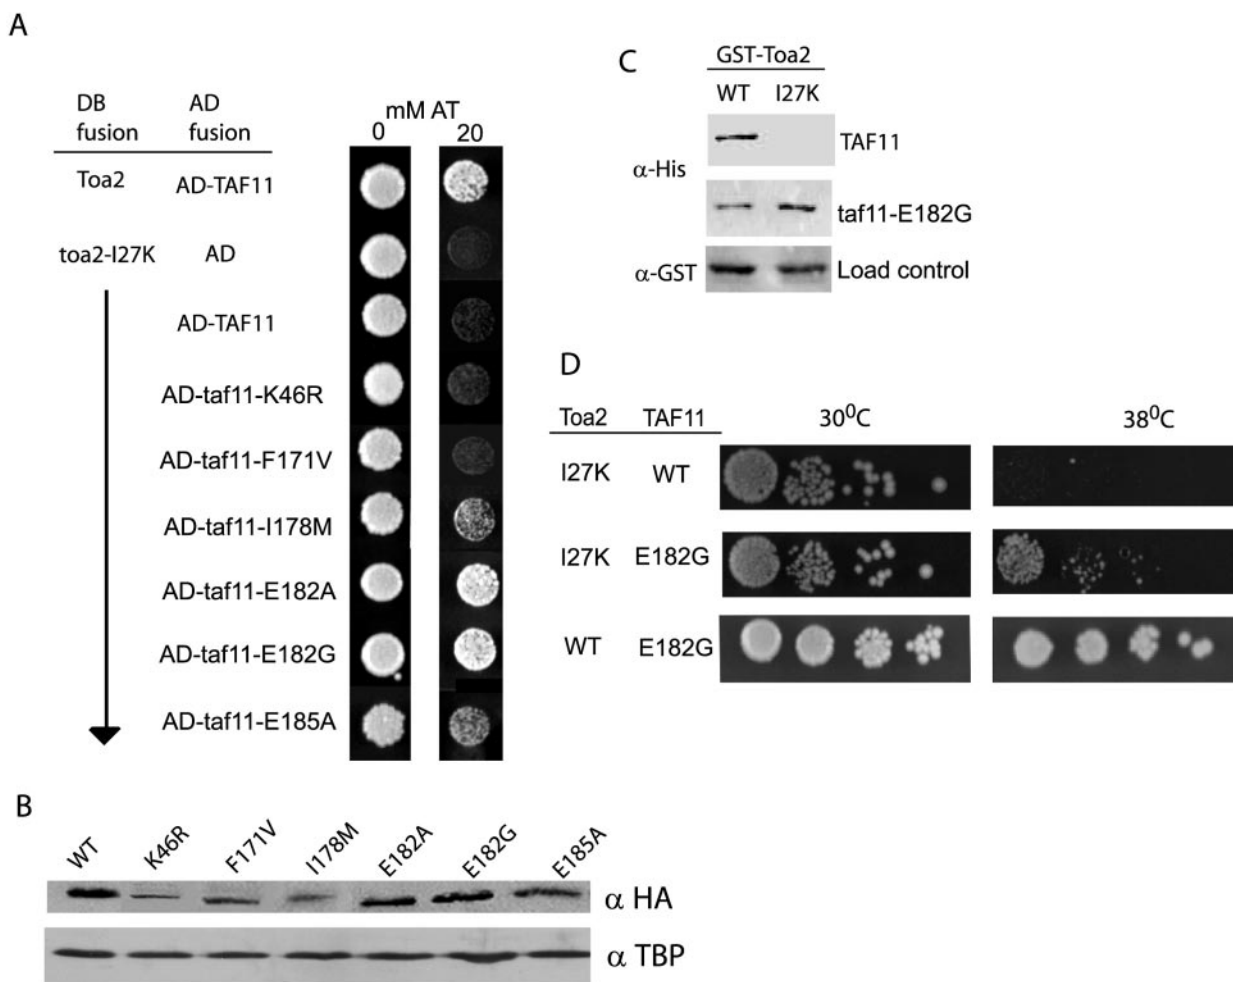 A
DB
fusion
AD
fusion
mM AT
0 20
Toa2 AD-TAF11
toa2-I27K AD
AD-TAF11
AD-taf11-K46R
AD-taf11-F171V
AD-taf11-I178M
AD-taf11-E182A
AD-taf11-E182G
AD-taf11-E185A
B
WT K46R F171V I178M E182A E182G E185A
α HA
α TBP
C
GST-Toa2
WT I27K
α-His
TAF11
taf11-E182G
α-GST Load control
D
Toa2 TAF11 30⁰C 38⁰C
I27K WT
I27K E182G
WT E182G